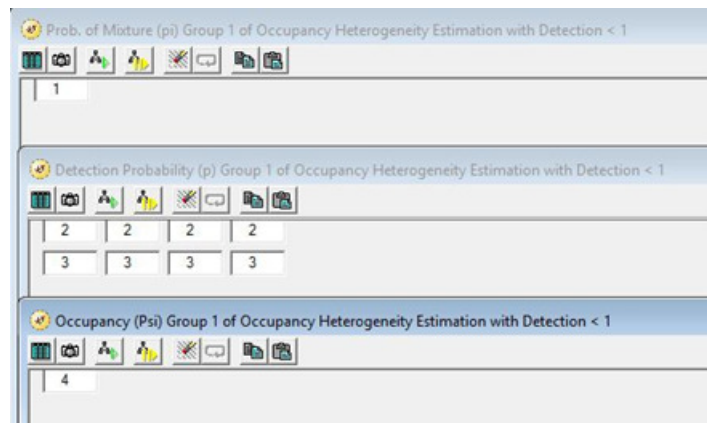 Prob. of Mixture (pi) Group 1 of Occupancy Heterogeneity Estimation with Detection < 1
1
Detection Probability (p) Group 1 of Occupancy Heterogeneity Estimation with Detection < 1
2 2 2 2
3 3 3 3
Occupancy (Psi) Group 1 of Occupancy Heterogeneity Estimation with Detection < 1
4